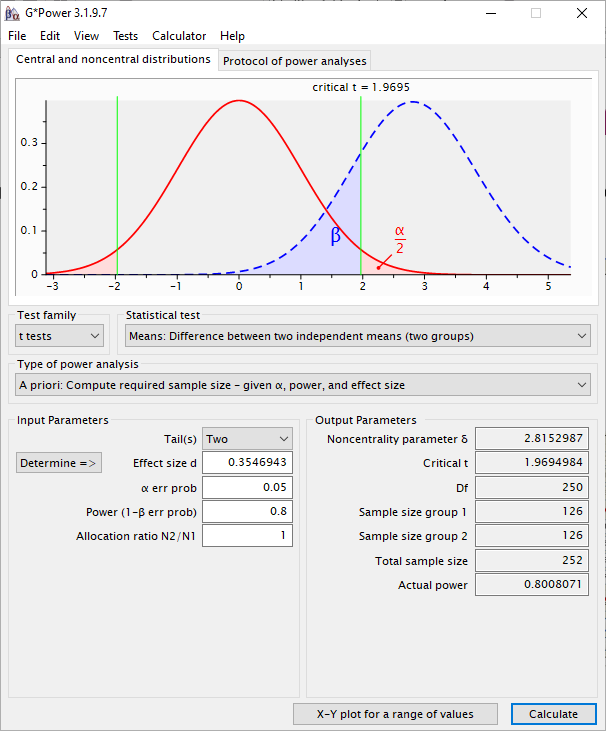 G*Power 3.1.9.7
File Edit View Tests Calculator Help
Central and noncentral distributions Protocol of power analyses
critical t = 1.9695
0.3
0.2
β
α
2
0.1
0
-3 -2 -1 0 1 2 3 4 5
Test family
t tests
Statistical test
Means: Difference between two independent means (two groups)
Type of power analysis
A priori: Compute required sample size – given α, power, and effect size
Input Parameters
Tail(s) Two
Determine => Effect size d 0.3546943
α err prob 0.05
Power (1-β err prob) 0.8
Allocation ratio N2/N1 1
Output Parameters
Noncentrality parameter δ 2.8152987
Critical t 1.9694984
Df 250
Sample size group 1 126
Sample size group 2 126
Total sample size 252
Actual power 0.8008071
X-Y plot for a range of values Calculate